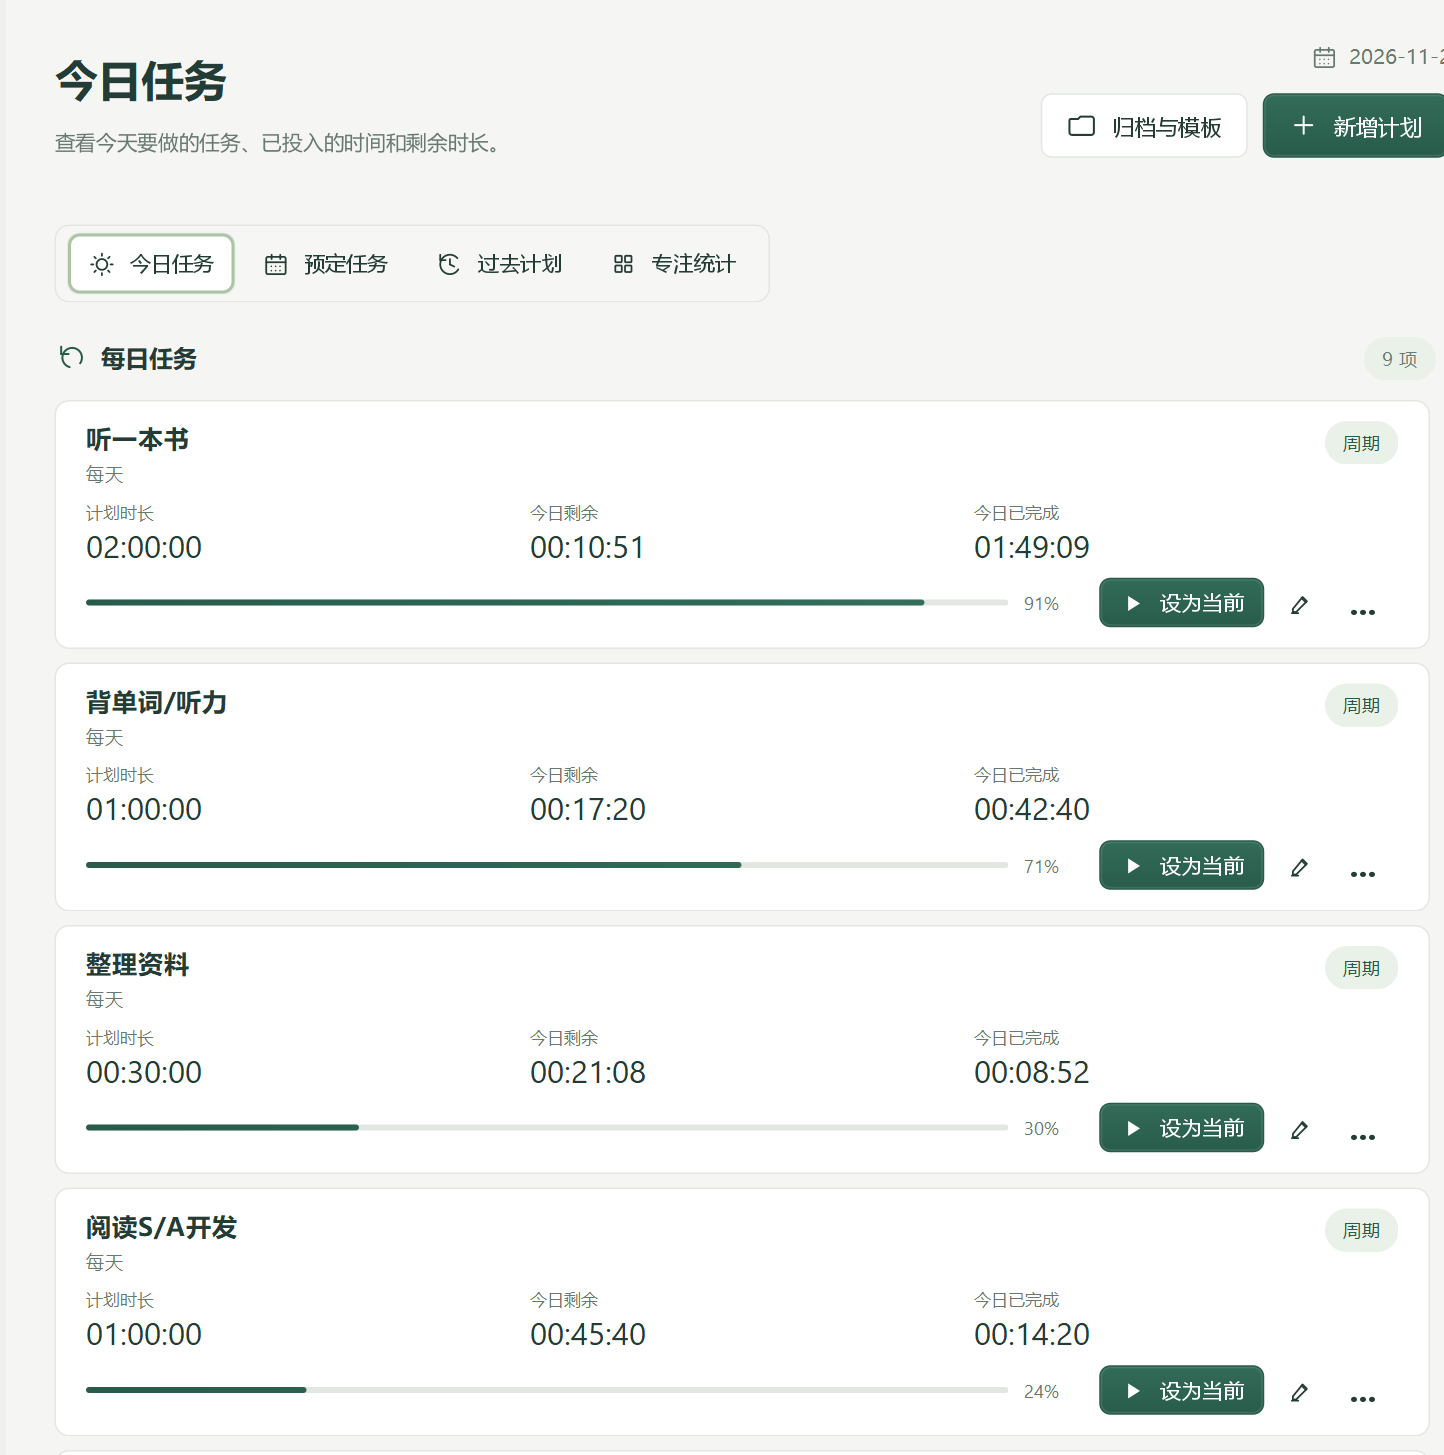 今日任务
2026-11-2
查看今天要做的任务、已投入的时间和剩余时长。
归档与模板
新增计划
今日任务 预定任务 过去计划 专注统计
每日任务
9 项
听一本书
周期
每天
计划时长 今日剩余 今日已完成
02:00:00 00:10:51 01:49:09
91% 设为当前
背单词/听力
周期
每天
计划时长 今日剩余 今日已完成
01:00:00 00:17:20 00:42:40
71% 设为当前
整理资料
周期
每天
计划时长 今日剩余 今日已完成
00:30:00 00:21:08 00:08:52
30% 设为当前
阅读S/A开发
周期
每天
计划时长 今日剩余 今日已完成
01:00:00 00:45:40 00:14:20
24% 设为当前